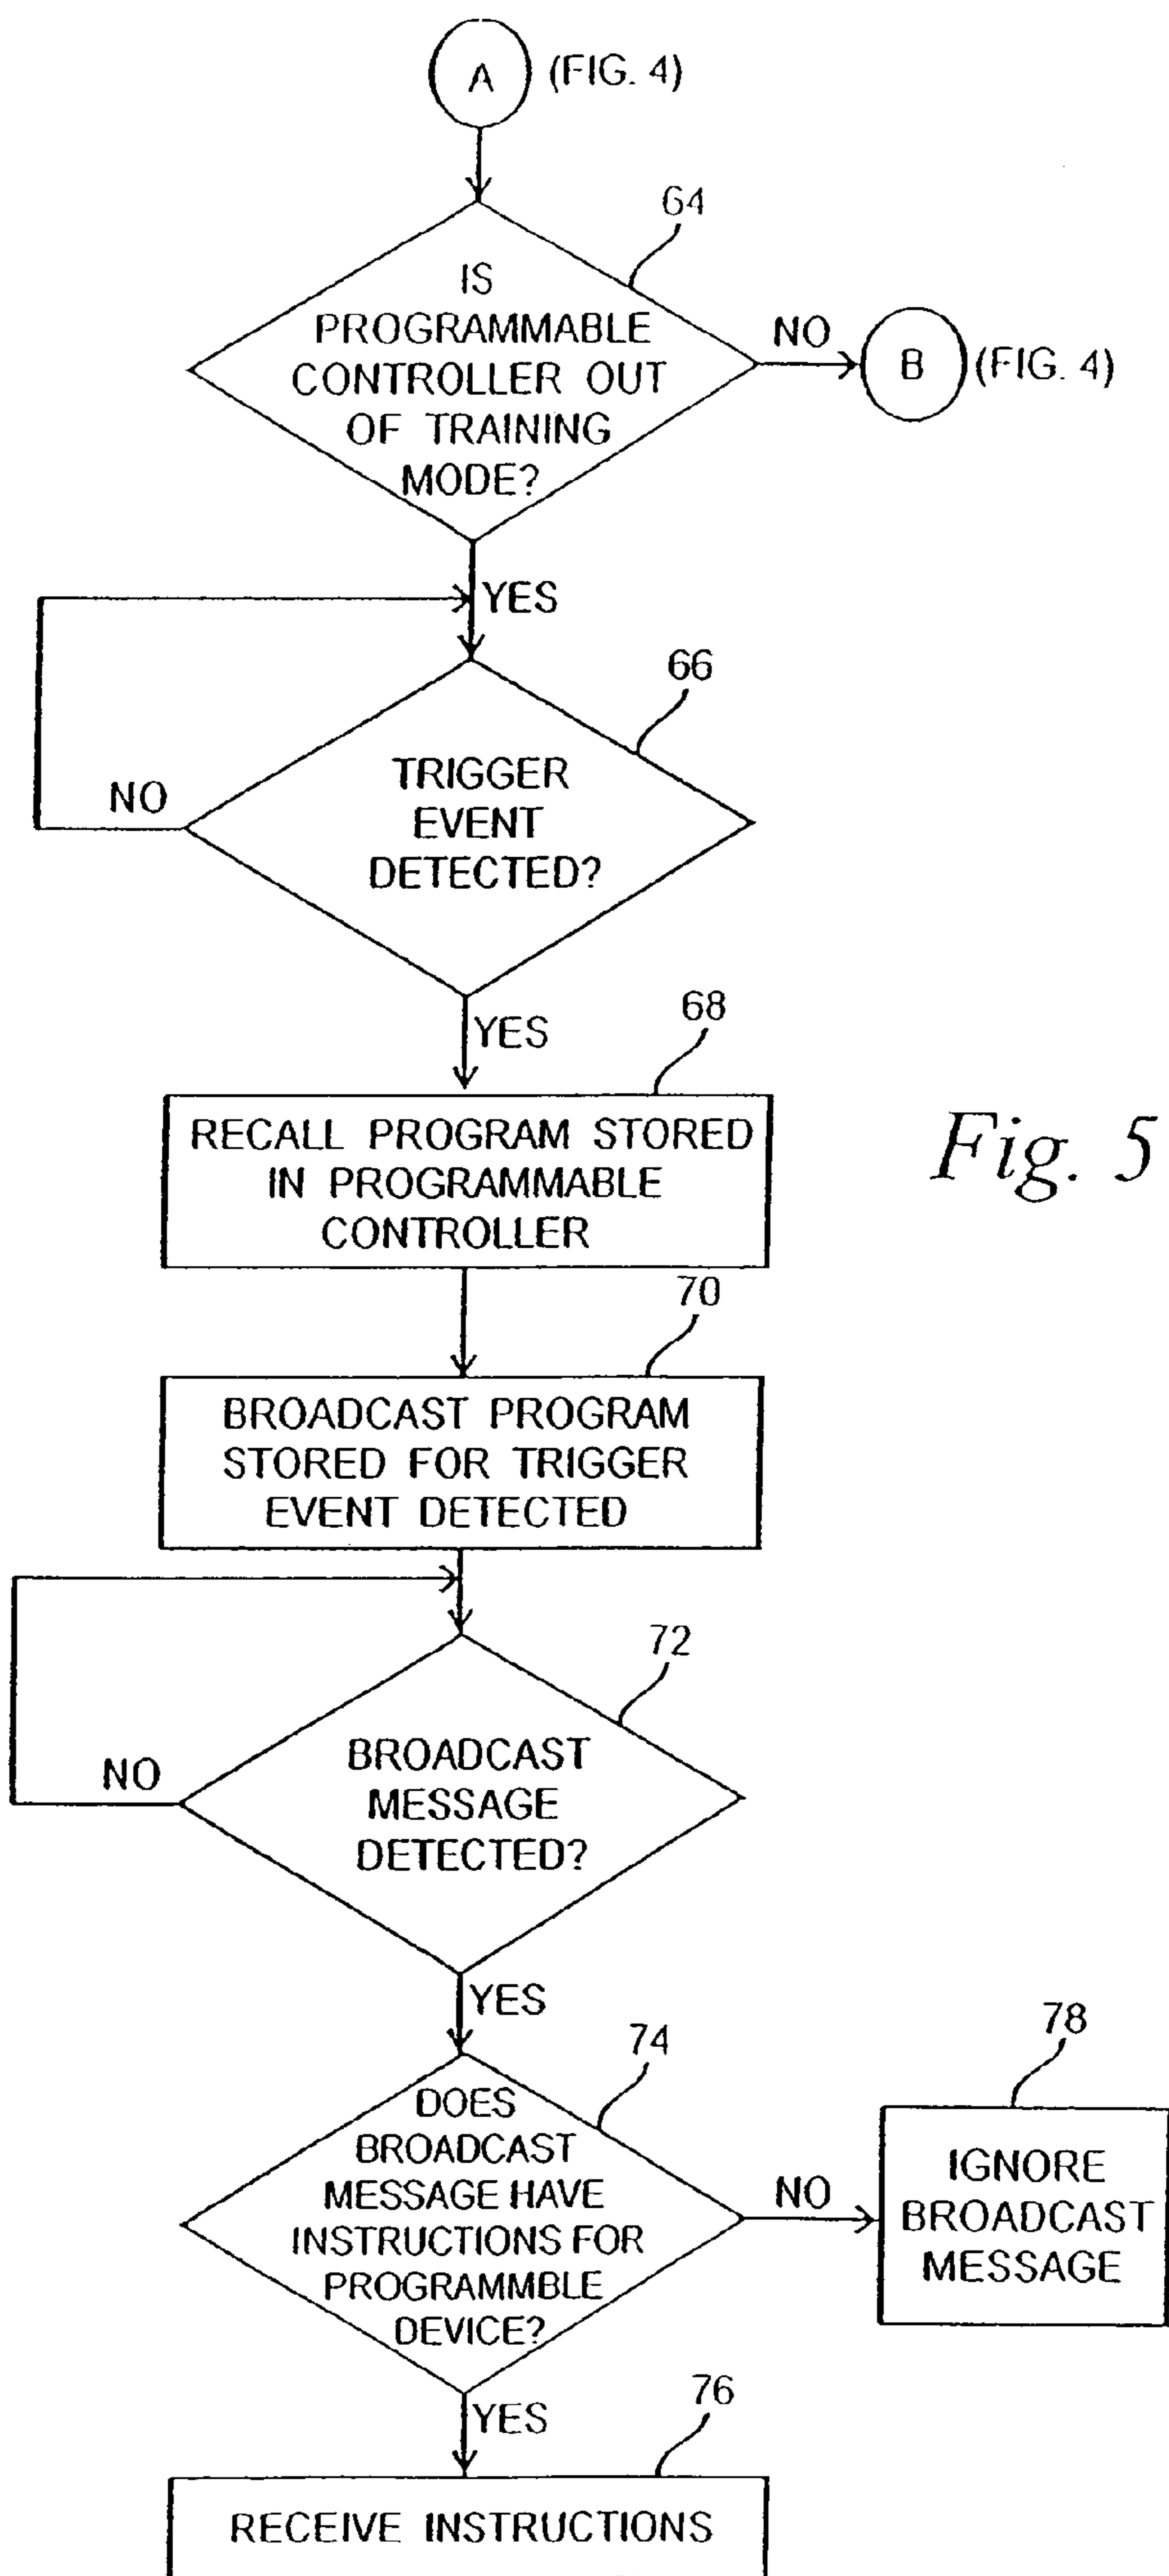 A (FIG. 4)
64
IS
PROGRAMMABLE
CONTROLLER OUT
OF TRAINING
MODE?
NO
B (FIG. 4)
YES
66
TRIGGER
EVENT
DETECTED?
NO
YES
68
RECALL PROGRAM STORED
IN PROGRAMMABLE
CONTROLLER
Fig. 5
70
BROADCAST PROGRAM
STORED FOR TRIGGER
EVENT DETECTED
72
BROADCAST
MESSAGE
DETECTED?
NO
YES
74
DOES
BROADCAST
MESSAGE HAVE
INSTRUCTIONS FOR
PROGRAMMBLE
DEVICE?
NO
78
IGNORE
BROADCAST
MESSAGE
YES
76
RECEIVE INSTRUCTIONS